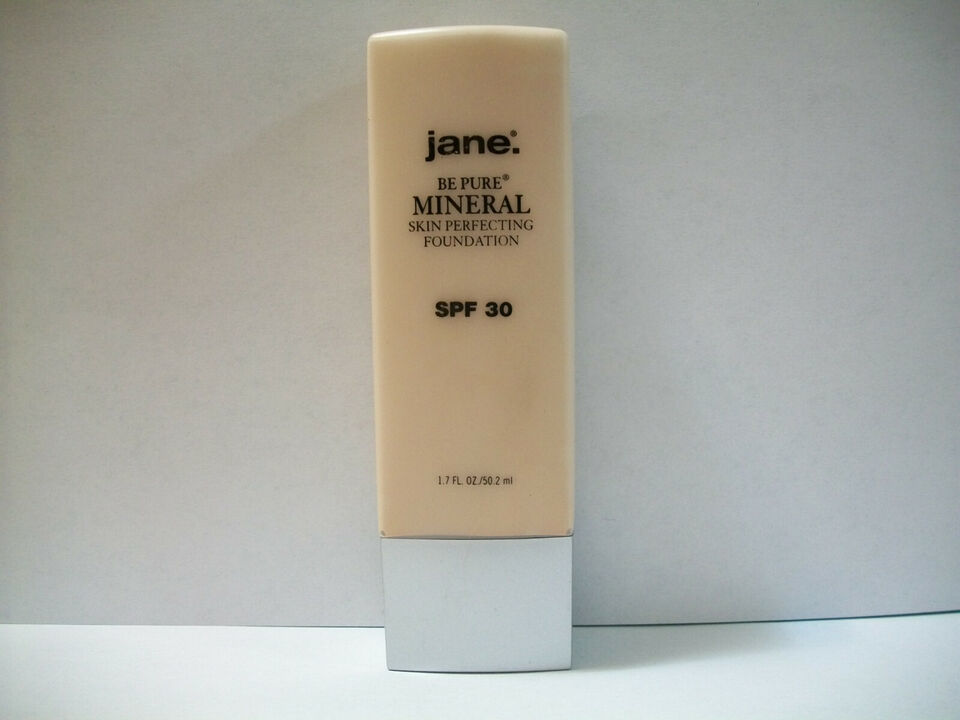 jane.®
BE PURE®
MINERAL
SKIN PERFECTING
FOUNDATION
SPF 30
1.7 FL. OZ./50.2 ml